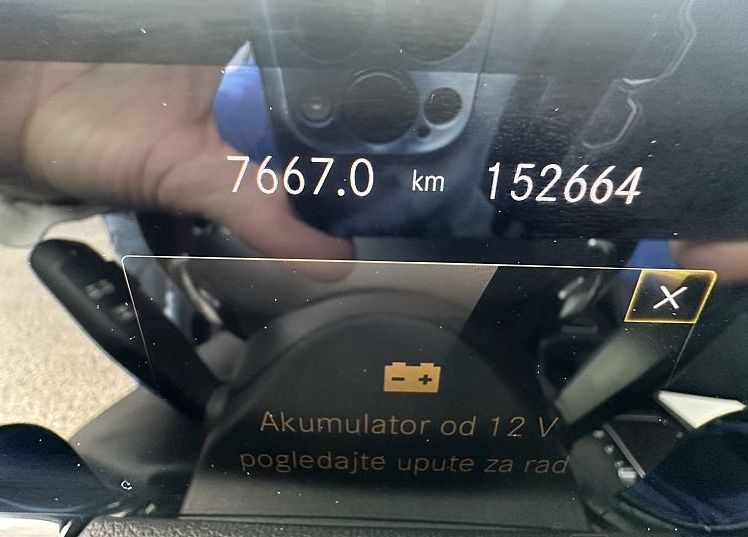 7667.0 km 152664
Akumulator od 12 V
pogledajte upute za rad